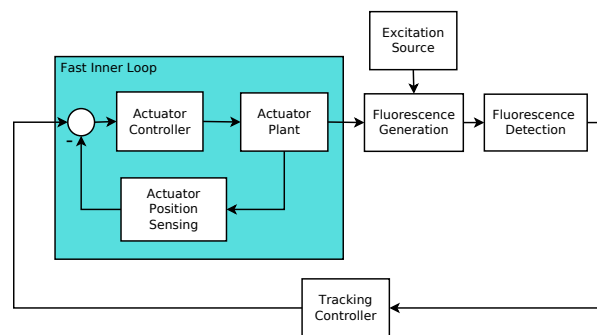 Excitation
Source
Fast Inner Loop
Actuator
Controller
Actuator
Plant
Fluorescence
Generation
Fluorescence
Detection
-
Actuator
Position
Sensing
Tracking
Controller